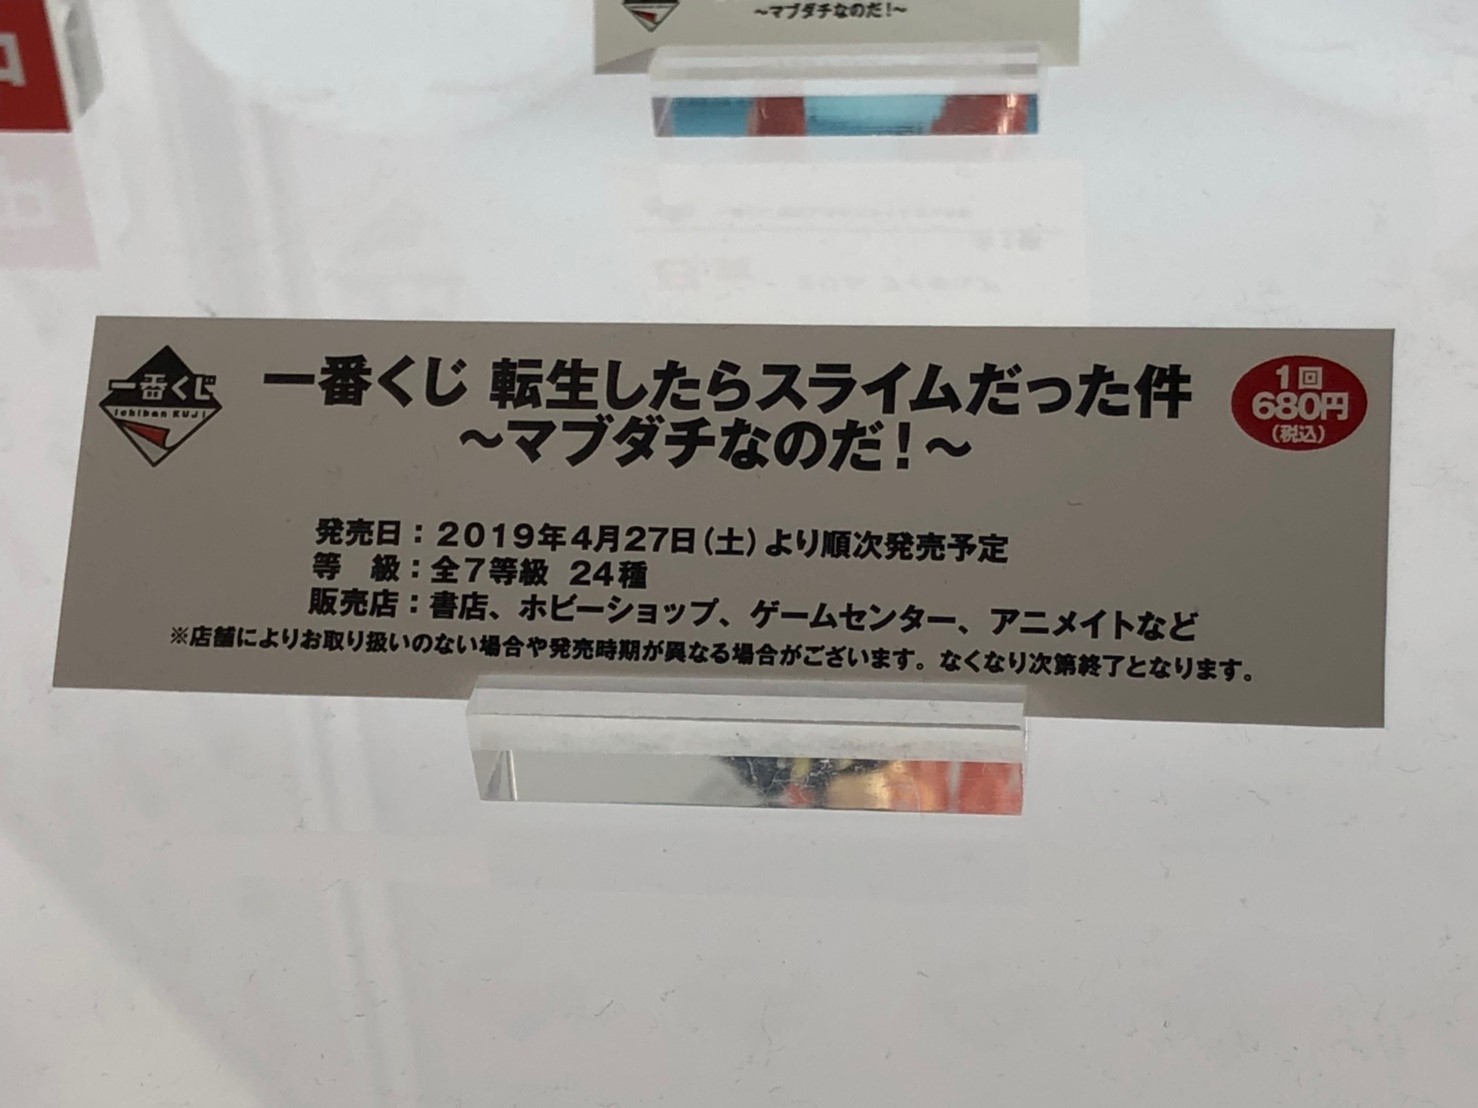 ～マブダチなのだ！～
一番くじ
Ichiban KUJI
一番くじ 転生したらスライムだった件
～マブダチなのだ！～
1回
680円
(税込)
発売日：2019年4月27日(土)より順次発売予定
等　級：全7等級 24種
販売店：書店、ホビーショップ、ゲームセンター、アニメイトなど
※店舗によりお取り扱いのない場合や発売時期が異なる場合がございます。なくなり次第終了となります。